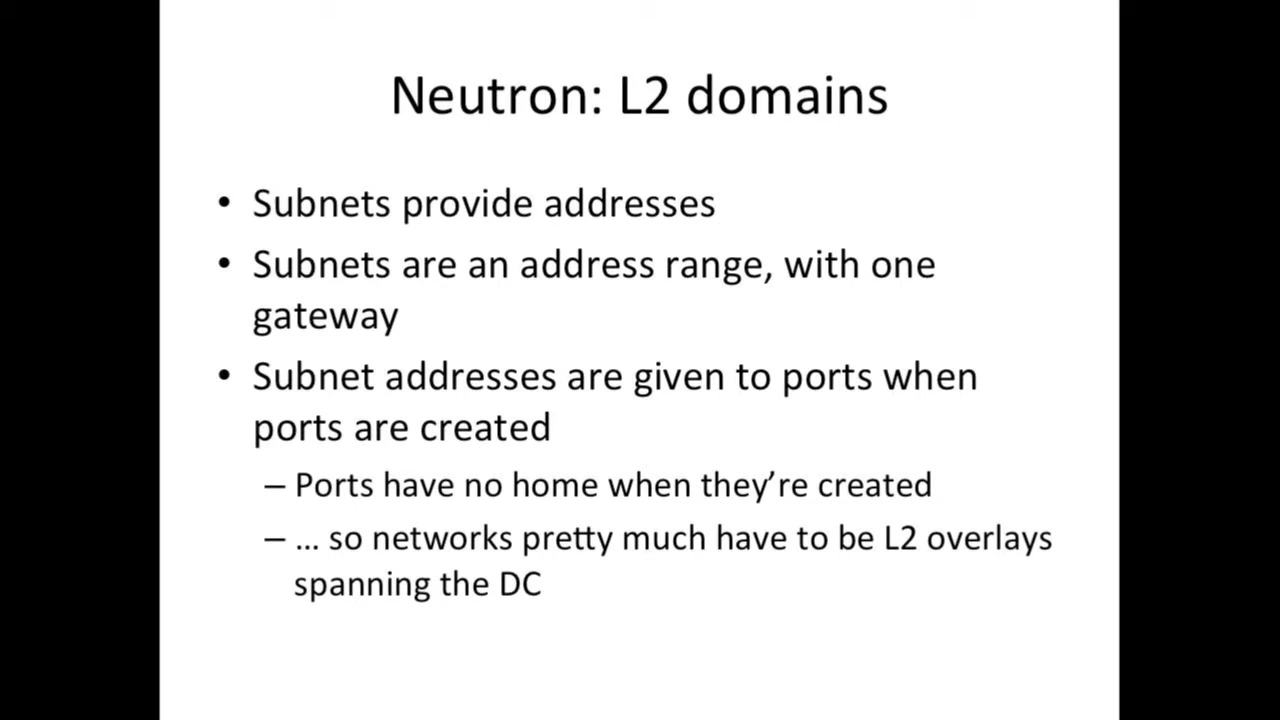 Neutron: L2 domains
• Subnets provide addresses
• Subnets are an address range, with one
gateway
• Subnet addresses are given to ports when
ports are created
– Ports have no home when they’re created
– … so networks pretty much have to be L2 overlays
spanning the DC